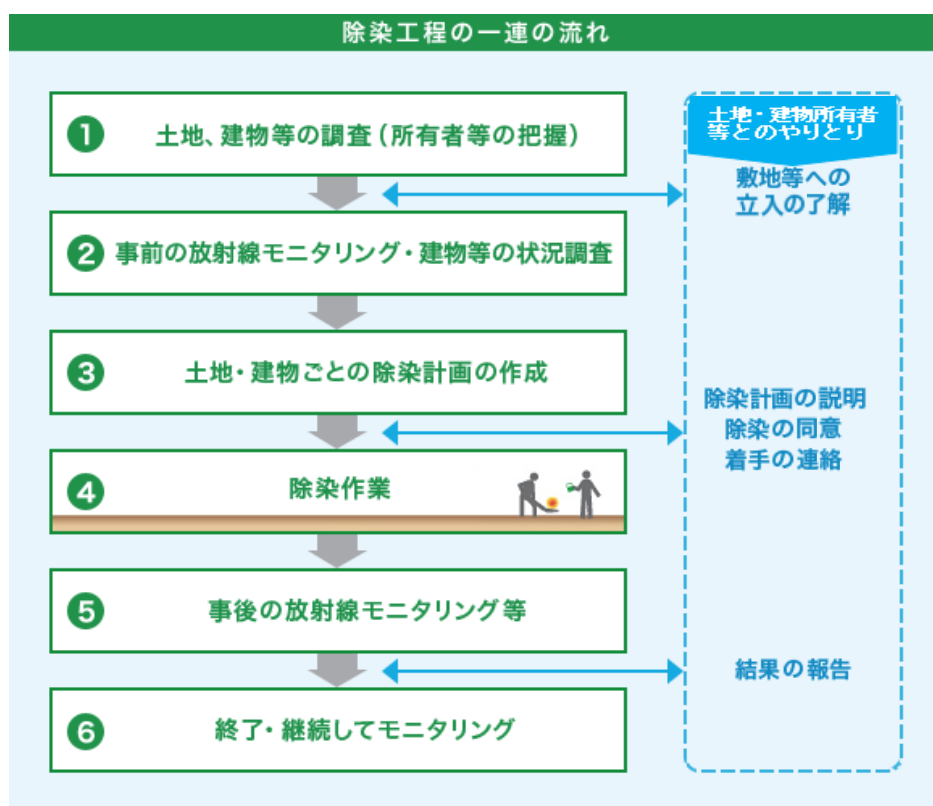 除染工程の一連の流れ
1 土地、建物等の調査(所有者等の把握)
土地・建物所有者
等とのやりとり
敷地等への
立入の了解
2 事前の放射線モニタリング・建物等の状況調査
3 土地・建物ごとの除染計画の作成
除染計画の説明
除染の同意
着手の連絡
4 除染作業
5 事後の放射線モニタリング等
結果の報告
6 終了・継続してモニタリング